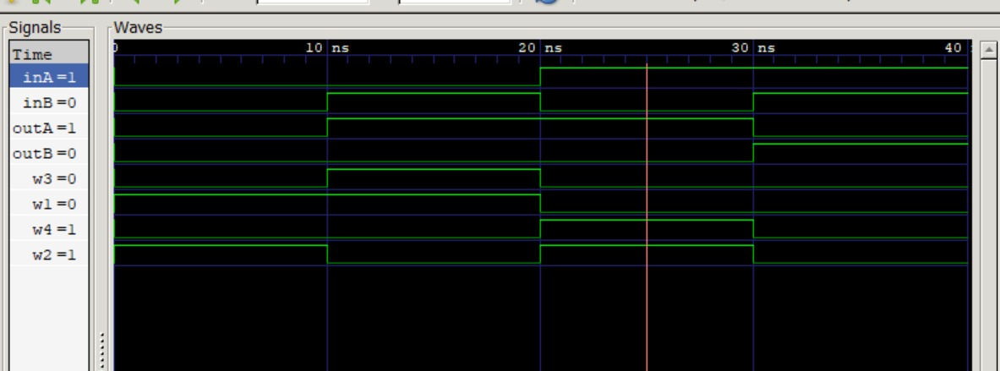 Signals Waves
Time 0 10 ns 20 ns 30 ns 40
inA=1
inB=0
outA=1
outB=0
w3=0
w1=0
w4=1
w2=1